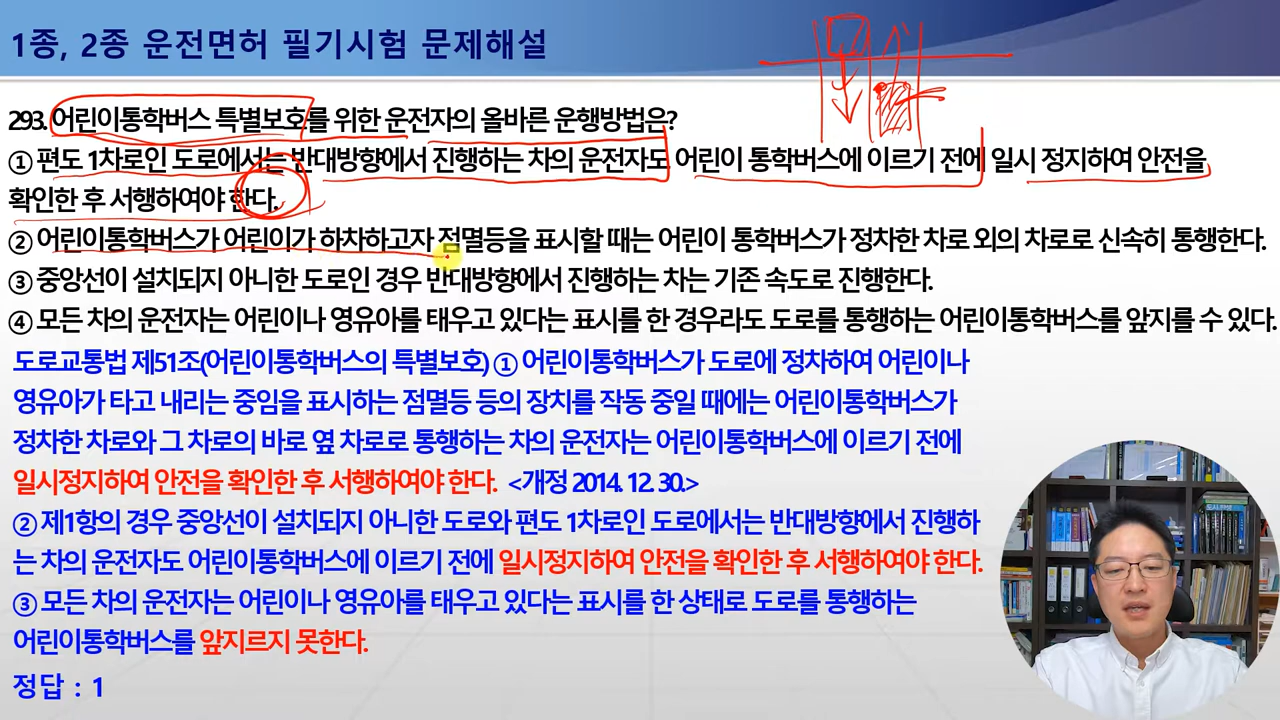 1종, 2종 운전면허 필기시험 문제해설
293. 어린이통학버스 특별보호를 위한 운전자의 올바른 운행방법은?
① 편도 1차로인 도로에서는 반대방향에서 진행하는 차의 운전자도 어린이 통학버스에 이르기 전에 일시 정지하여 안전을
확인한 후 서행하여야 한다.
② 어린이통학버스가 어린이가 하차하고자 점멸등을 표시할 때는 어린이 통학버스가 정차한 차로 외의 차로로 신속히 통행한다.
③ 중앙선이 설치되지 아니한 도로인 경우 반대방향에서 진행하는 차는 기존 속도로 진행한다.
④ 모든 차의 운전자는 어린이나 영유아를 태우고 있다는 표시를 한 경우라도 도로를 통행하는 어린이통학버스를 앞지를 수 있다.
도로교통법 제51조(어린이통학버스의 특별보호) ① 어린이통학버스가 도로에 정차하여 어린이나
영유아가 타고 내리는 중임을 표시하는 점멸등 등의 장치를 작동 중일 때에는 어린이통학버스가
정차한 차로와 그 차로의 바로 옆 차로로 통행하는 차의 운전자는 어린이통학버스에 이르기 전에
일시정지하여 안전을 확인한 후 서행하여야 한다. <개정 2014. 12. 30.>
② 제1항의 경우 중앙선이 설치되지 아니한 도로와 편도 1차로인 도로에서는 반대방향에서 진행하
는 차의 운전자도 어린이통학버스에 이르기 전에 일시정지하여 안전을 확인한 후 서행하여야 한다.
③ 모든 차의 운전자는 어린이나 영유아를 태우고 있다는 표시를 한 상태로 도로를 통행하는
어린이통학버스를 앞지르지 못한다.
정답 : 1